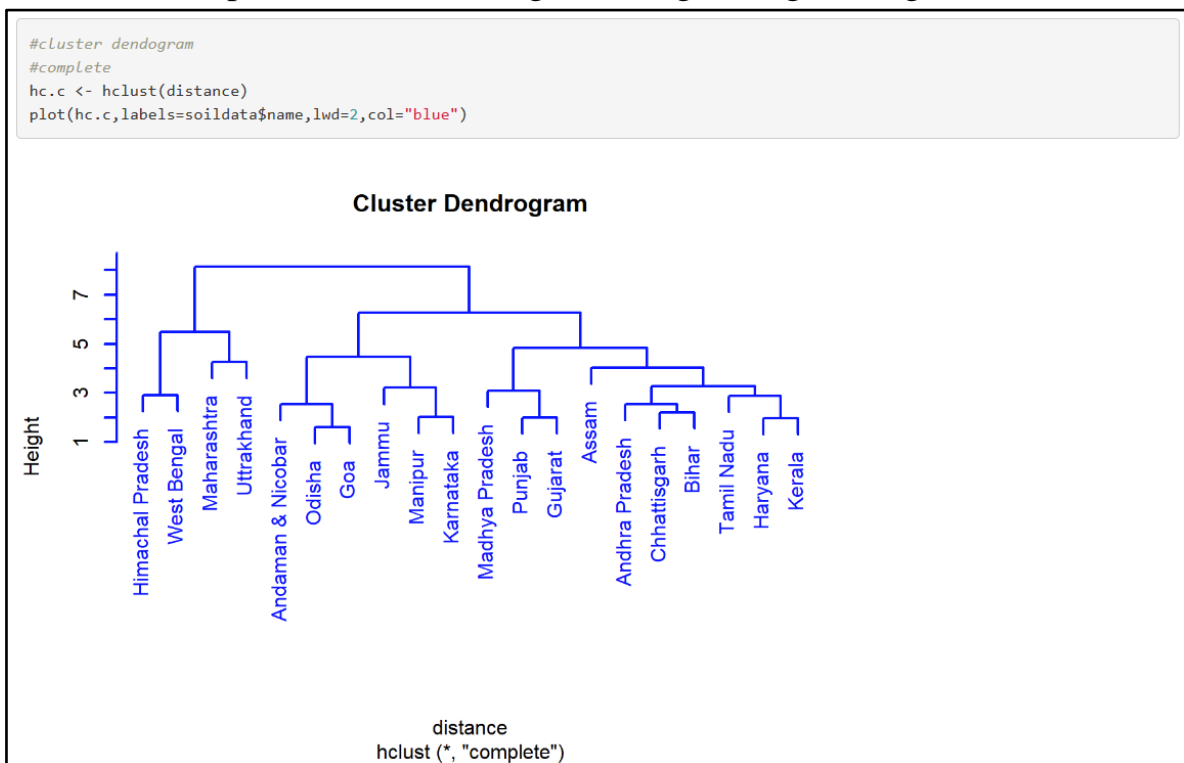 #cluster dendogram
#complete
hc.c <- hclust(distance)
plot(hc.c,labels=soildata$name,lwd=2,col="blue")
Cluster Dendrogram
Height
7
5
3
1
Himachal Pradesh
West Bengal
Maharashtra
Uttrakhand
Andaman & Nicobar
Odisha
Goa
Jammu
Manipur
Karnataka
Madhya Pradesh
Punjab
Gujarat
Assam
Andhra Pradesh
Chhattisgarh
Bihar
Tamil Nadu
Haryana
Kerala
distance
hclust (*, "complete")